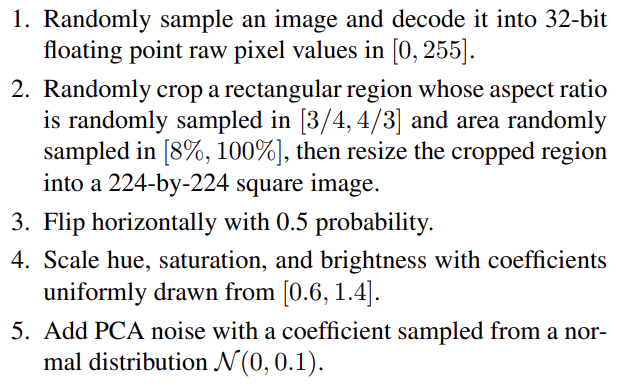 1. Randomly sample an image and decode it into 32-bit
floating point raw pixel values in [0, 255].
2. Randomly crop a rectangular region whose aspect ratio
is randomly sampled in [3/4, 4/3] and area randomly
sampled in [8%, 100%], then resize the cropped region
into a 224-by-224 square image.
3. Flip horizontally with 0.5 probability.
4. Scale hue, saturation, and brightness with coefficients
uniformly drawn from [0.6, 1.4].
5. Add PCA noise with a coefficient sampled from a nor-
mal distribution 𝒩(0, 0.1).